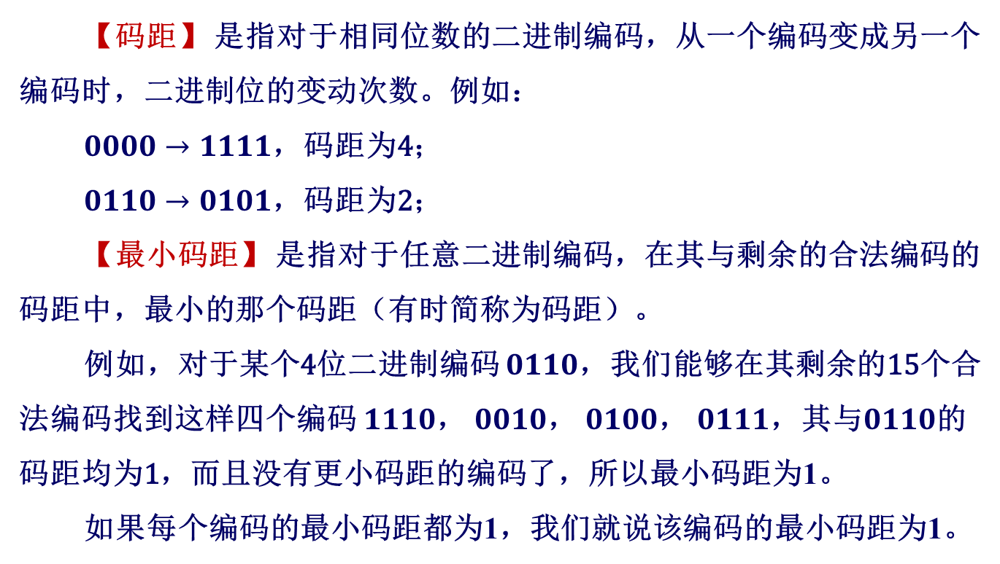 【码距】是指对于相同位数的二进制编码，从一个编码变成另一个
编码时，二进制位的变动次数。例如：
0000 → 1111，码距为4；
0110 → 0101，码距为2；
【最小码距】是指对于任意二进制编码，在其与剩余的合法编码的
码距中，最小的那个码距（有时简称为码距）。
例如，对于某个4位二进制编码 0110，我们能够在其剩余的15个合
法编码找到这样四个编码 1110， 0010， 0100， 0111，其与0110的
码距均为1，而且没有更小码距的编码了，所以最小码距为1。
如果每个编码的最小码距都为1，我们就说该编码的最小码距为1。